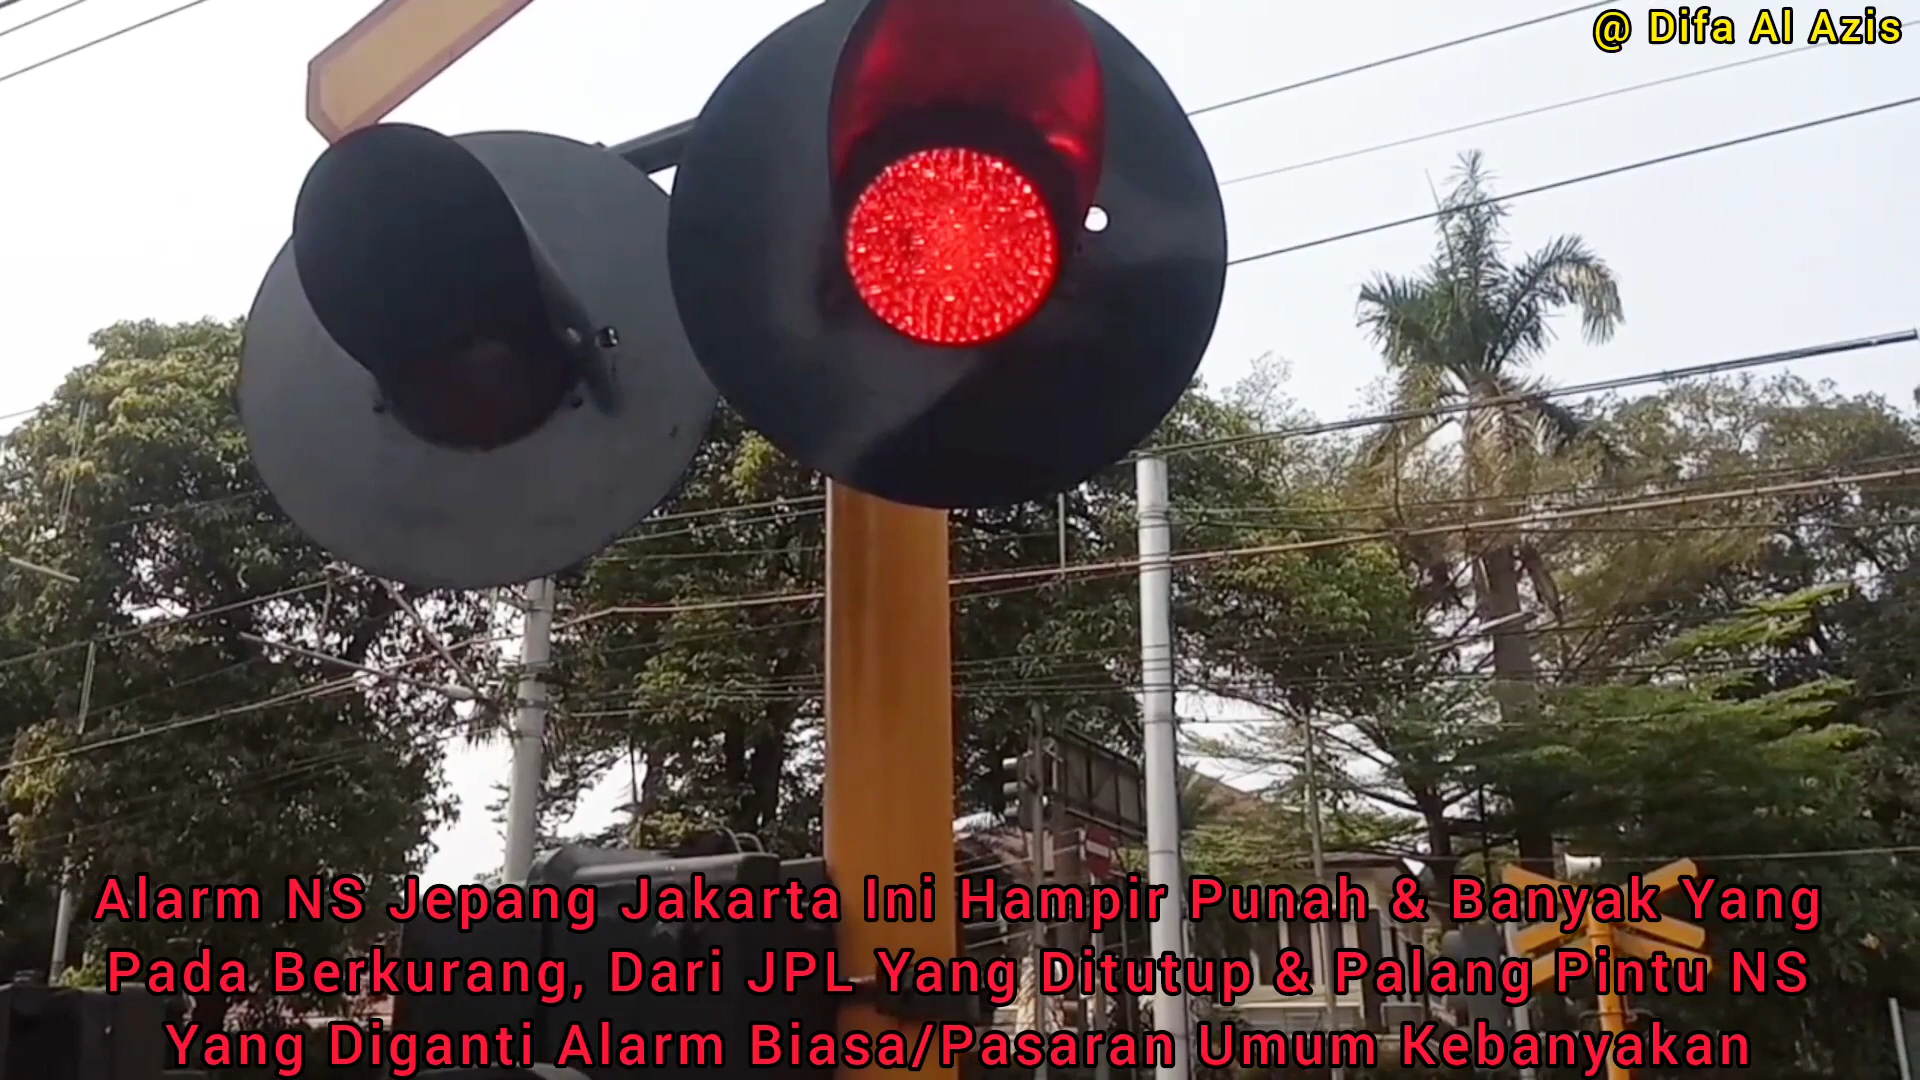 @ Difa Al Azis
Alarm NS Jepang Jakarta Ini Hampir Punah & Banyak Yang
Pada Berkurang, Dari JPL Yang Ditutup & Palang Pintu NS
Yang Diganti Alarm Biasa/Pasaran Umum Kebanyakan